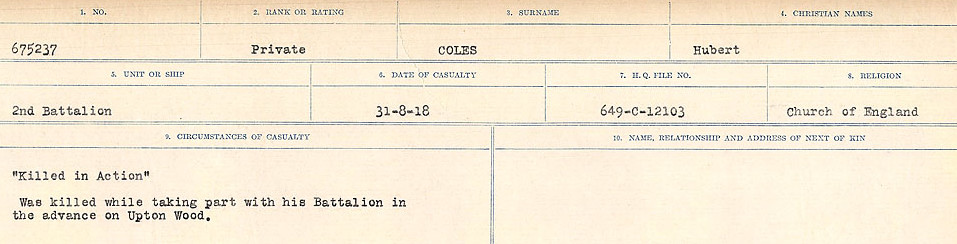 1. NO. 2. RANK OR RATING 3. SURNAME 4. CHRISTIAN NAMES
675237 Private COLES Hubert
5. UNIT OR SHIP 6. DATE OF CASUALTY 7. H.Q. FILE NO. 8. RELIGION
2nd Battalion 31-8-18 649-C-12103 Church of England
9. CIRCUMSTANCES OF CASUALTY 10. NAME, RELATIONSHIP AND ADDRESS OF NEXT OF KIN
"Killed in Action"
Was killed while taking part with his Battalion in
the advance on Upton Wood.